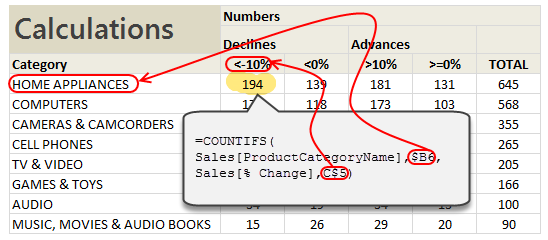 Calculations
Numbers
Declines Advances
Category <-10% <0% >10% >=0% TOTAL
HOME APPLIANCES 194 139 181 131 645
COMPUTERS 118 173 103 568
CAMERAS & CAMCORDERS 355
CELL PHONES 265
TV & VIDEO 205
GAMES & TOYS 166
AUDIO 100
MUSIC, MOVIES & AUDIO BOOKS 15 26 29 20 90
=COUNTIFS(
Sales[ProductCategoryName],$B6,
Sales[% Change],C$5)